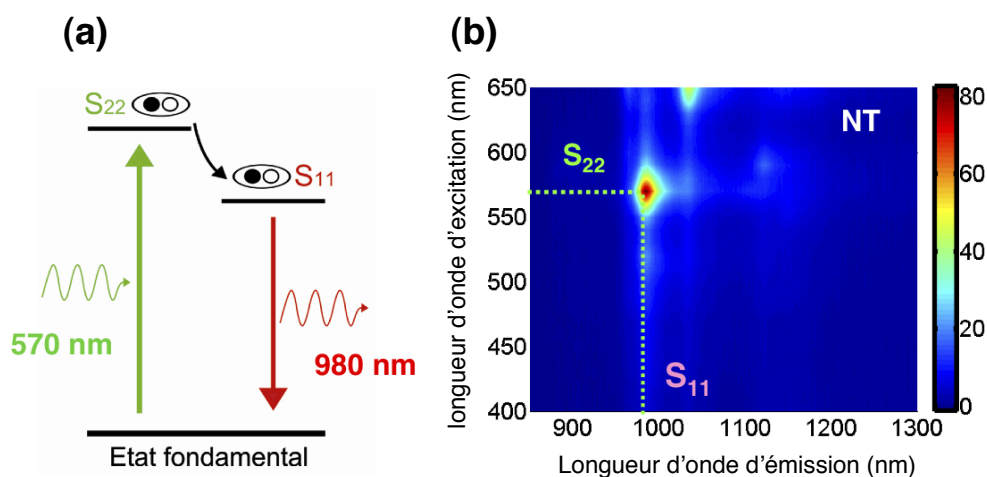 (a)
S22
S11
570 nm
980 nm
Etat fondamental
(b)
longueur d'onde d'excitation (nm)
650
600
550
500
450
400
S22
S11
NT
900
1000
1100
1200
1300
Longueur d'onde d'émission (nm)
80
60
40
20
0